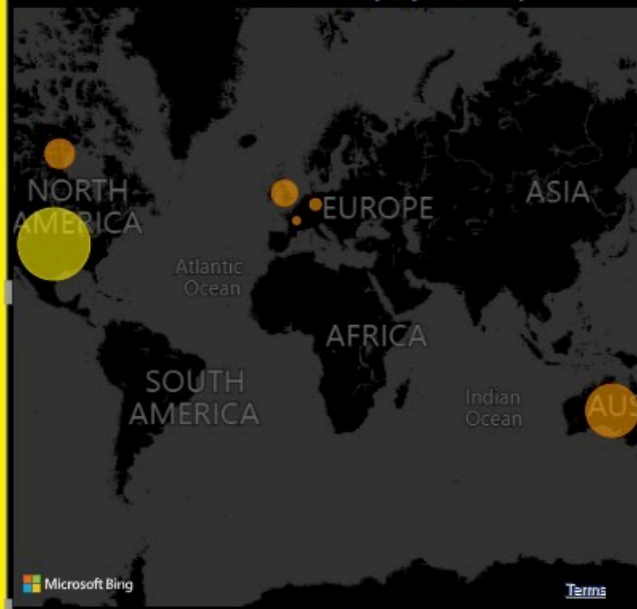 NORTH
AMERICA
EUROPE
ASIA
Atlantic
Ocean
AFRICA
SOUTH
AMERICA
Indian
Ocean
AUS
Microsoft Bing
Terms